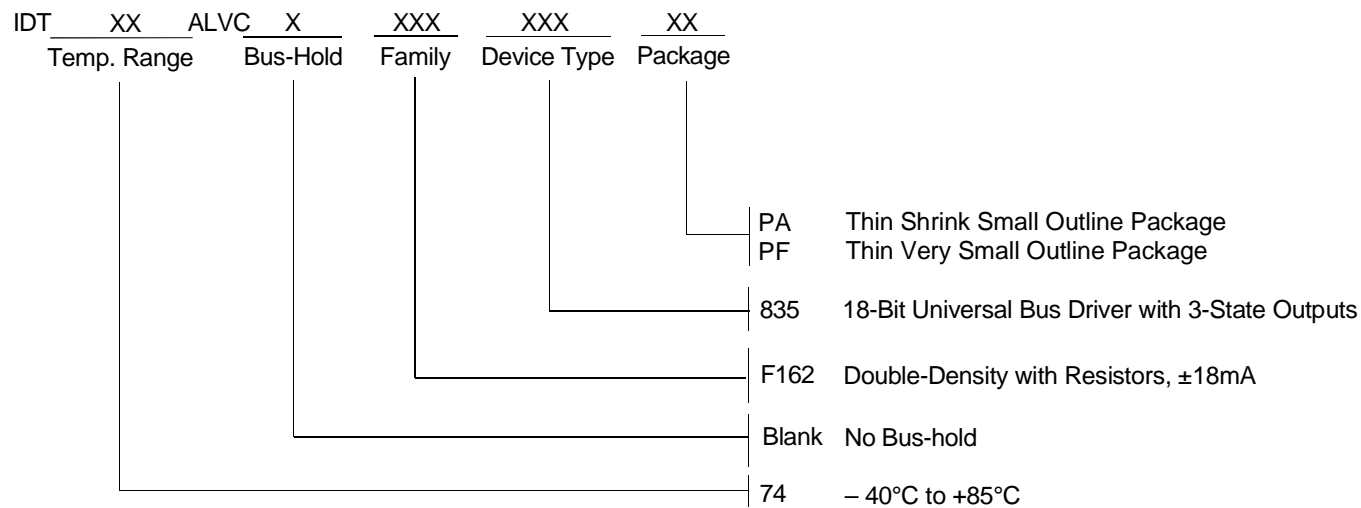 IDT XX ALVC X XXX XXX XX
Temp. Range Bus-Hold Family Device Type Package
PA Thin Shrink Small Outline Package
PF Thin Very Small Outline Package
835 18-Bit Universal Bus Driver with 3-State Outputs
F162 Double-Density with Resistors, ±18mA
Blank No Bus-hold
74 – 40°C to +85°C